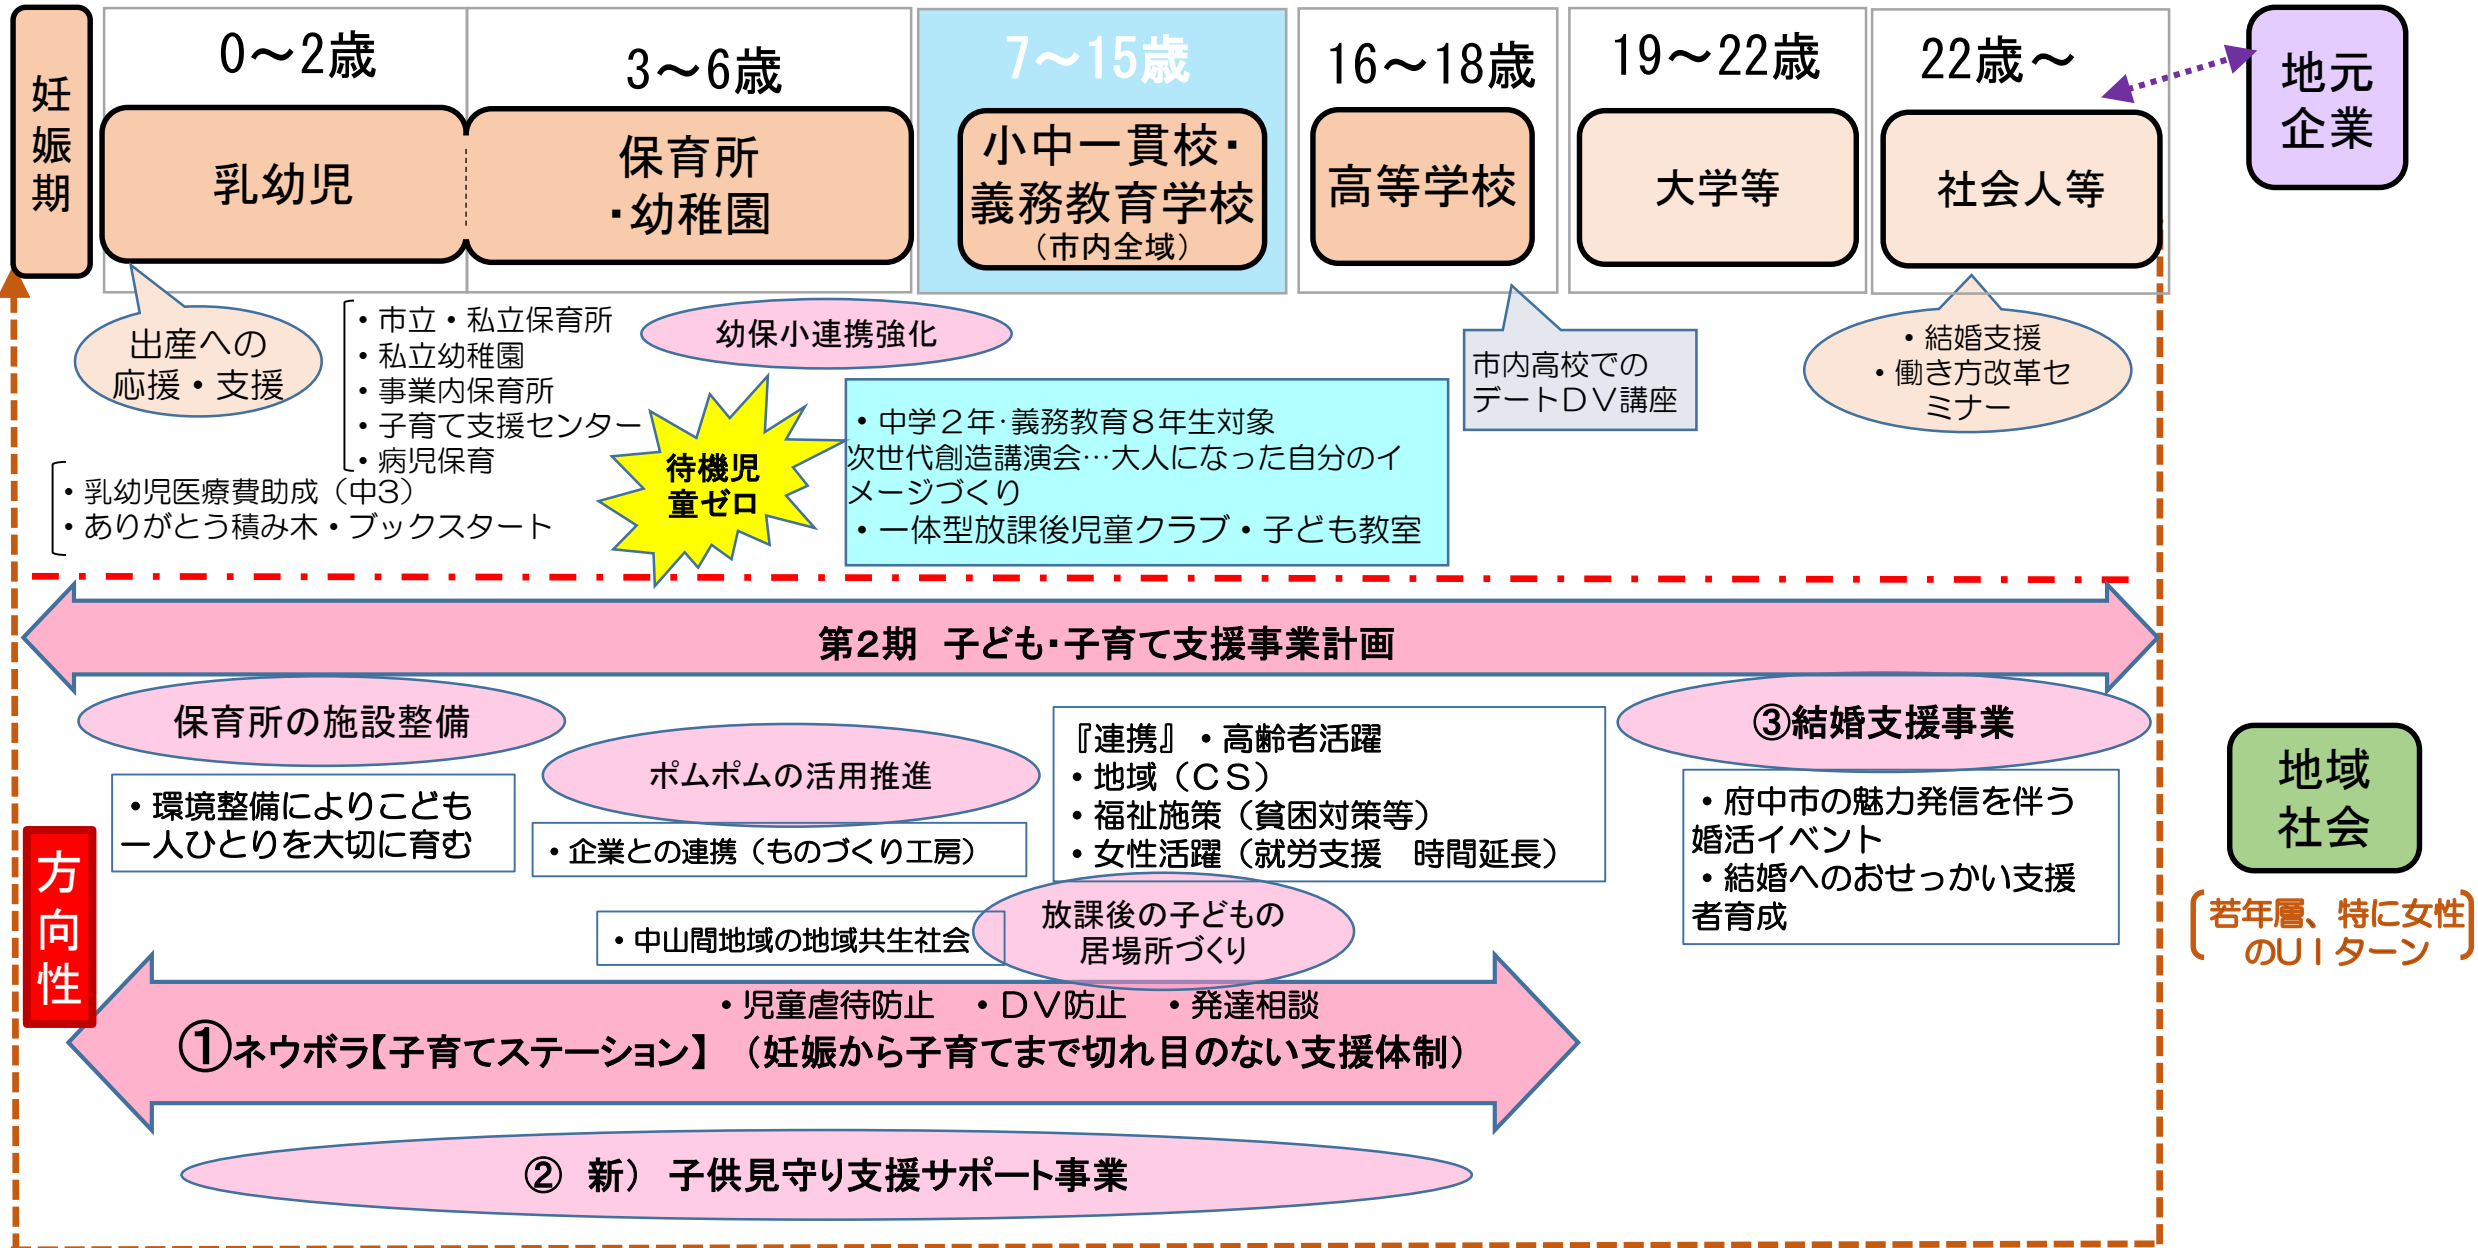 妊娠期
0～2歳
3～6歳
7～15歳
16～18歳
19～22歳
22歳～
地元
企業
乳幼児
保育所
・幼稚園
小中一貫校・
義務教育学校
（市内全域）
高等学校
大学等
社会人等
出産への
応援・支援
・市立・私立保育所
・私立幼稚園
・事業内保育所
・子育て支援センター
・病児保育
・乳幼児医療費助成（中3）
・ありがとう積み木・ブックスタート
幼保小連携強化
待機児
童ゼロ
・中学２年・義務教育８年生対象
次世代創造講演会…大人になった自分のイ
メージづくり
・一体型放課後児童クラブ・子ども教室
市内高校での
デートＤＶ講座
・結婚支援
・働き方改革セ
ミナー
第２期　子ども・子育て支援事業計画
方向性
保育所の施設整備
・環境整備によりこども
一人ひとりを大切に育む
ポムポムの活用推進
・企業との連携（ものづくり工房）
・中山間地域の地域共生社会
『連携』・高齢者活躍
・地域（ＣＳ）
・福祉施策（貧困対策等）
・女性活躍（就労支援　時間延長）
放課後の子どもの
居場所づくり
③結婚支援事業
・府中市の魅力発信を伴う
婚活イベント
・結婚へのおせっかい支援
者育成
地域
社会
若年層、特に女性
のＵＩターン
・児童虐待防止　・ＤＶ防止　・発達相談
①ネウボラ【子育てステーション】　（妊娠から子育てまで切れ目のない支援体制）
②　新）　子供見守り支援サポート事業